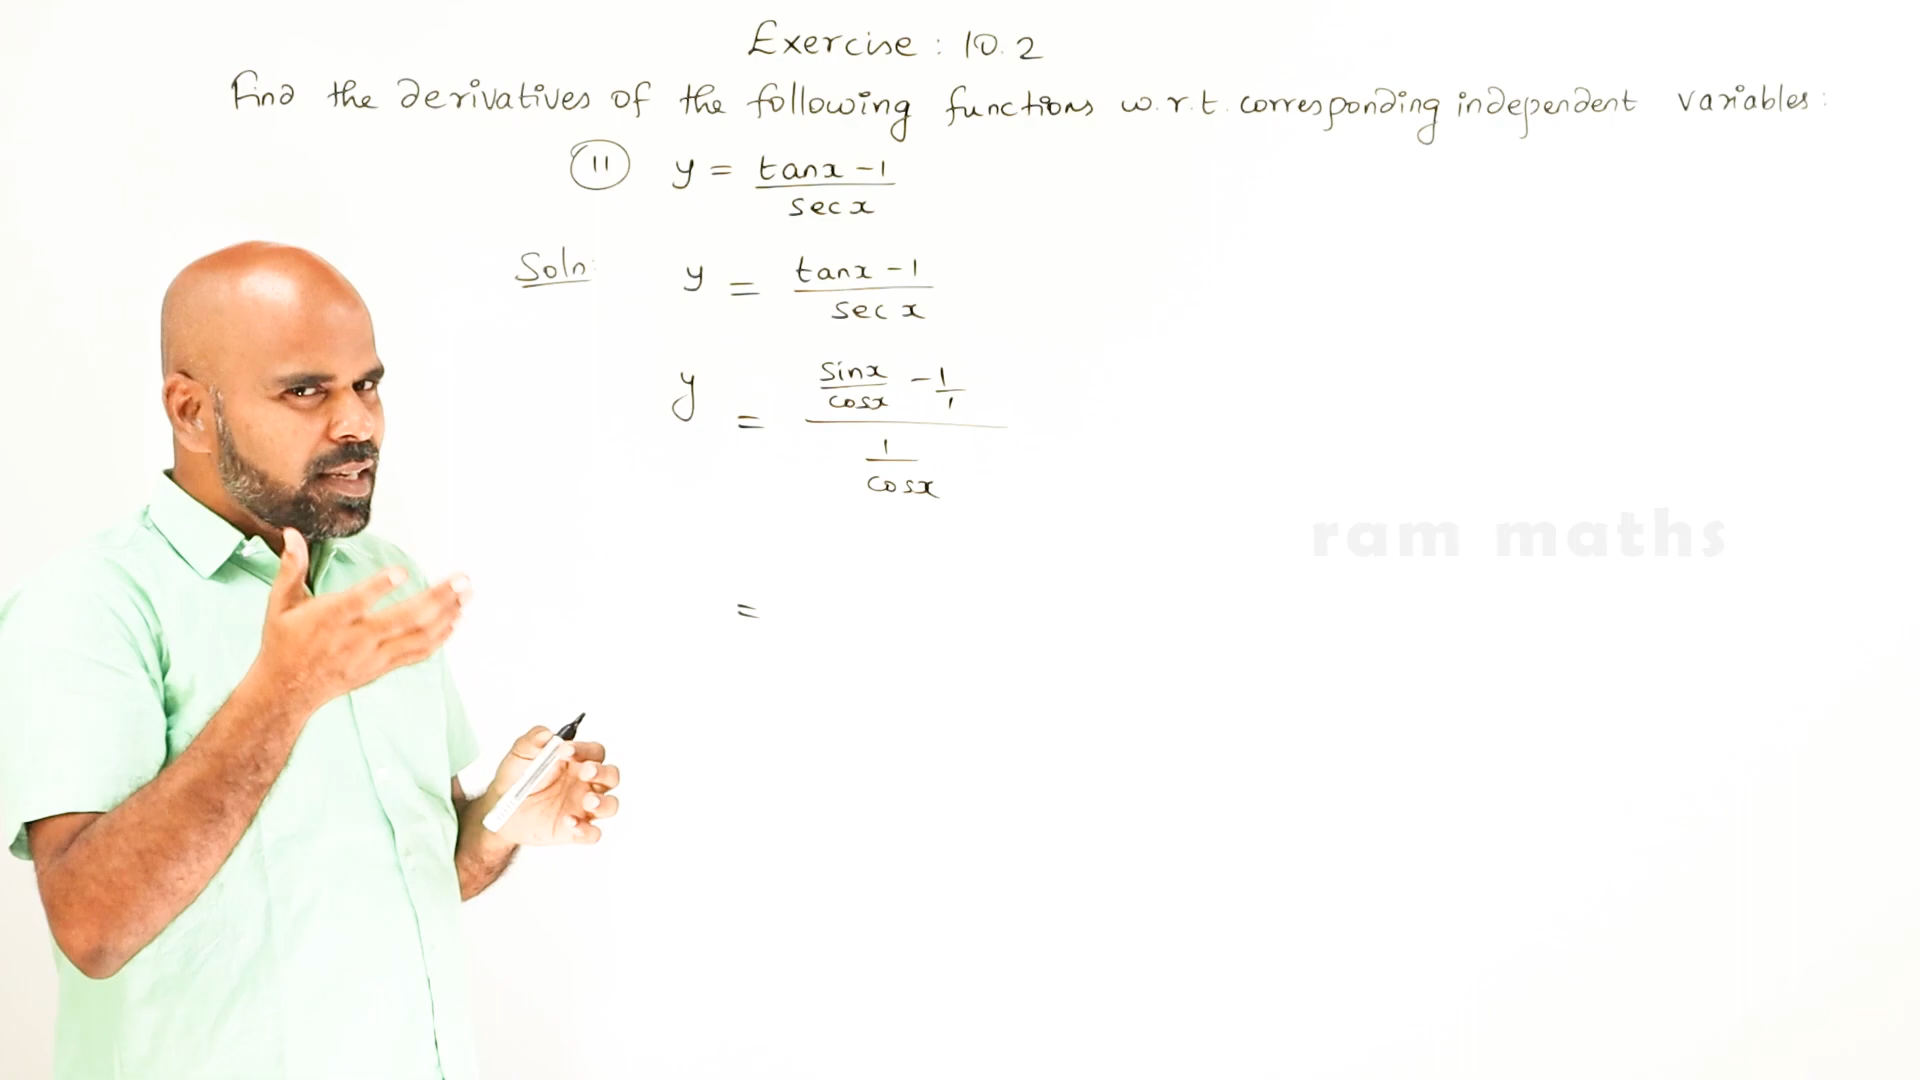 Exercise : 10.2
Find the derivatives of the following functions w.r.t. corresponding independent variables:
11 y = tanx - 1 / sec x
Soln: y = tanx - 1 / sec x
y = sinx/cosx - 1/1 / 1/cosx
ram maths
=